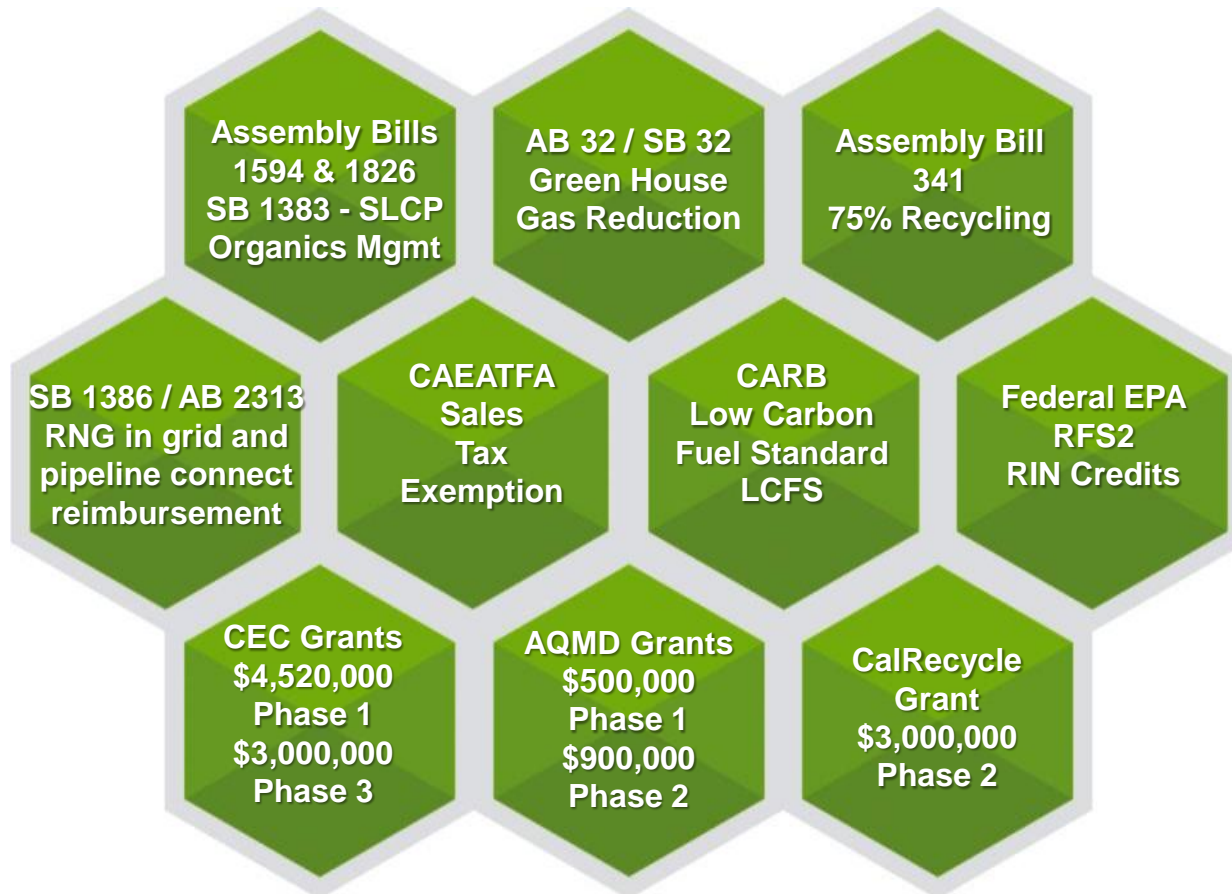 Assembly Bills
1594 & 1826
SB 1383 - SLCP
Organics Mgmt
AB 32 / SB 32
Green House
Gas Reduction
Assembly Bill
341
75% Recycling
SB 1386 / AB 2313
RNG in grid and
pipeline connect
reimbursement
CAEATFA
Sales
Tax
Exemption
CARB
Low Carbon
Fuel Standard
LCFS
Federal EPA
RFS2
RIN Credits
CEC Grants
$4,520,000
Phase 1
$3,000,000
Phase 3
AQMD Grants
$500,000
Phase 1
$900,000
Phase 2
CalRecycle
Grant
$3,000,000
Phase 2